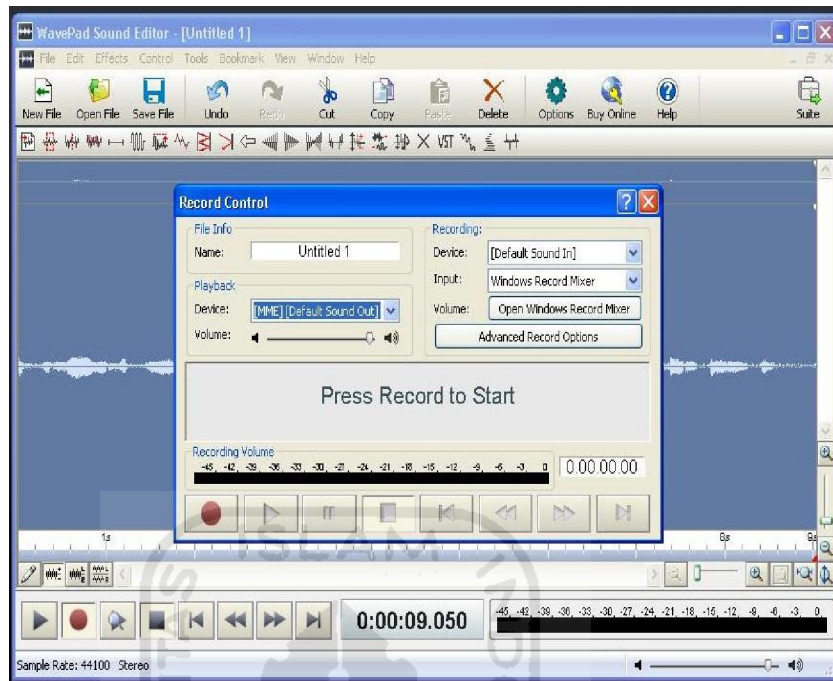 WavePad Sound Editor - [Untitled 1]
File Edit Effects Control Tools Bookmark View Window Help
New File Open File Save File Undo Redo Cut Copy Paste Delete Options Buy Online Help Suite
VST
Record Control
File Info
Name: Untitled 1
Playback
Device: [MME] [Default Sound Out]
Volume:
Recording:
Device: [Default Sound In]
Input: Windows Record Mixer
Volume: Open Windows Record Mixer
Advanced Record Options
Press Record to Start
Recording Volume
-45, -42, -39, -36, -33, -30, -27, -24, -21, -18, -15, -12, -9, -6, -3, 0
0.00.00.00
1s 8s 9s
ISLAM
0:00:09.050
-45, -42, -39, -36, -33, -30, -27, -24, -21, -18, -15, -12, -9, -6, -3, 0,
Sample Rate: 44100 Stereo